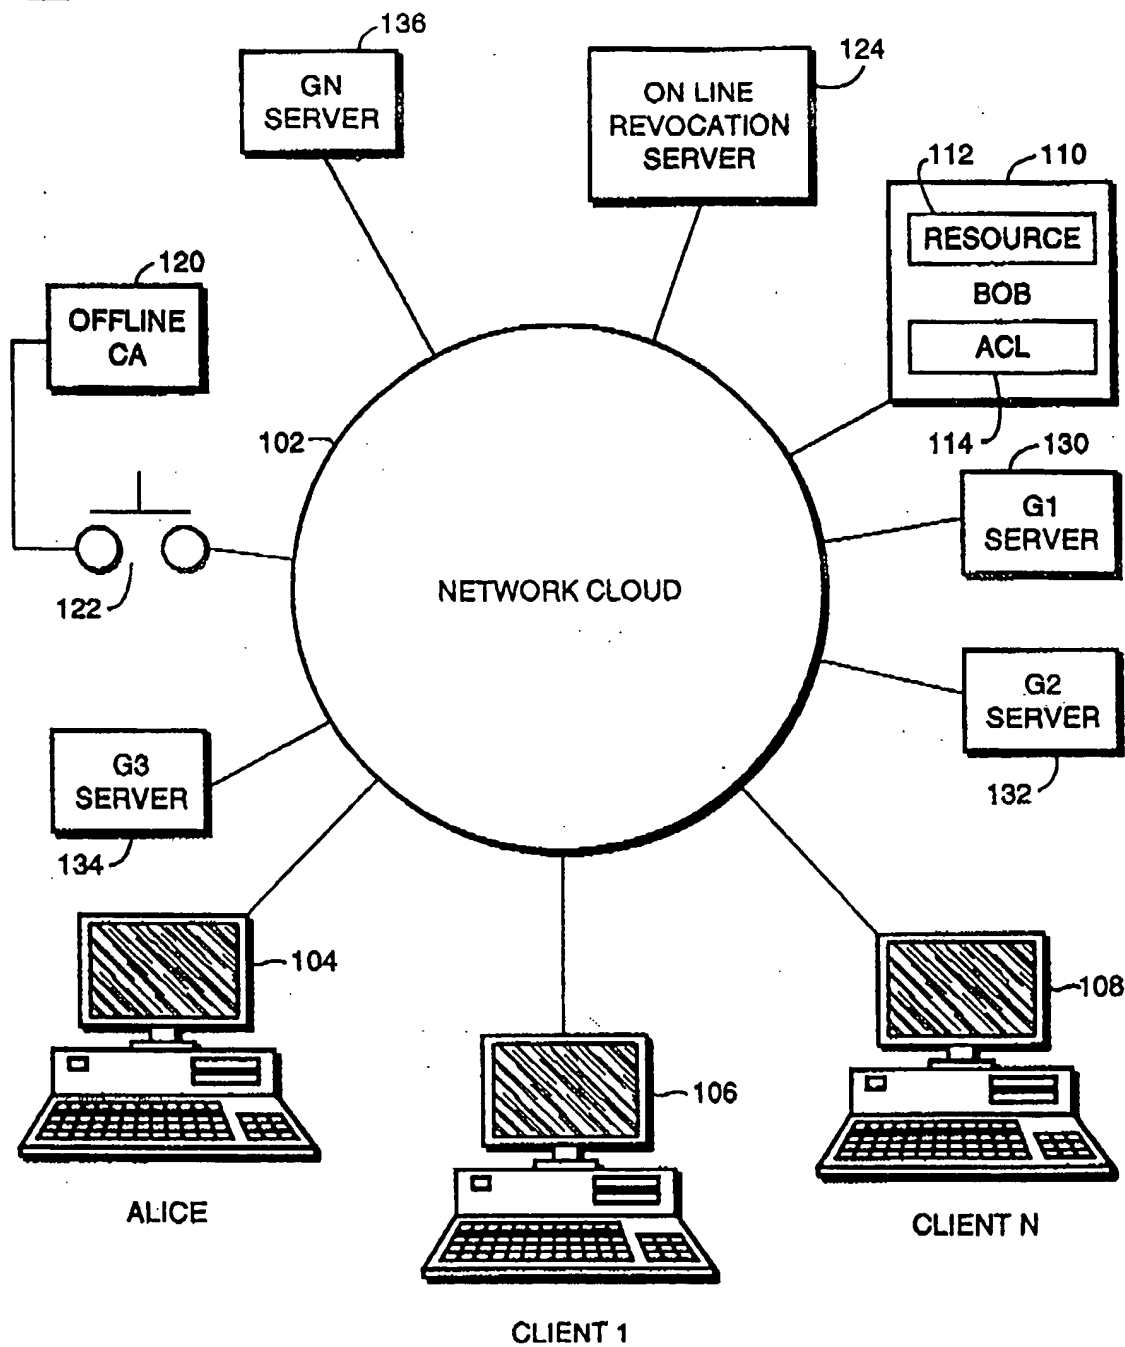 136
GN
SERVER
124
ON LINE
REVOCATION
SERVER
112
110
RESOURCE
BOB
ACL
114
120
OFFLINE
CA
102
130
G1
SERVER
122
NETWORK CLOUD
G2
SERVER
132
G3
SERVER
134
104
108
106
ALICE
CLIENT N
CLIENT 1